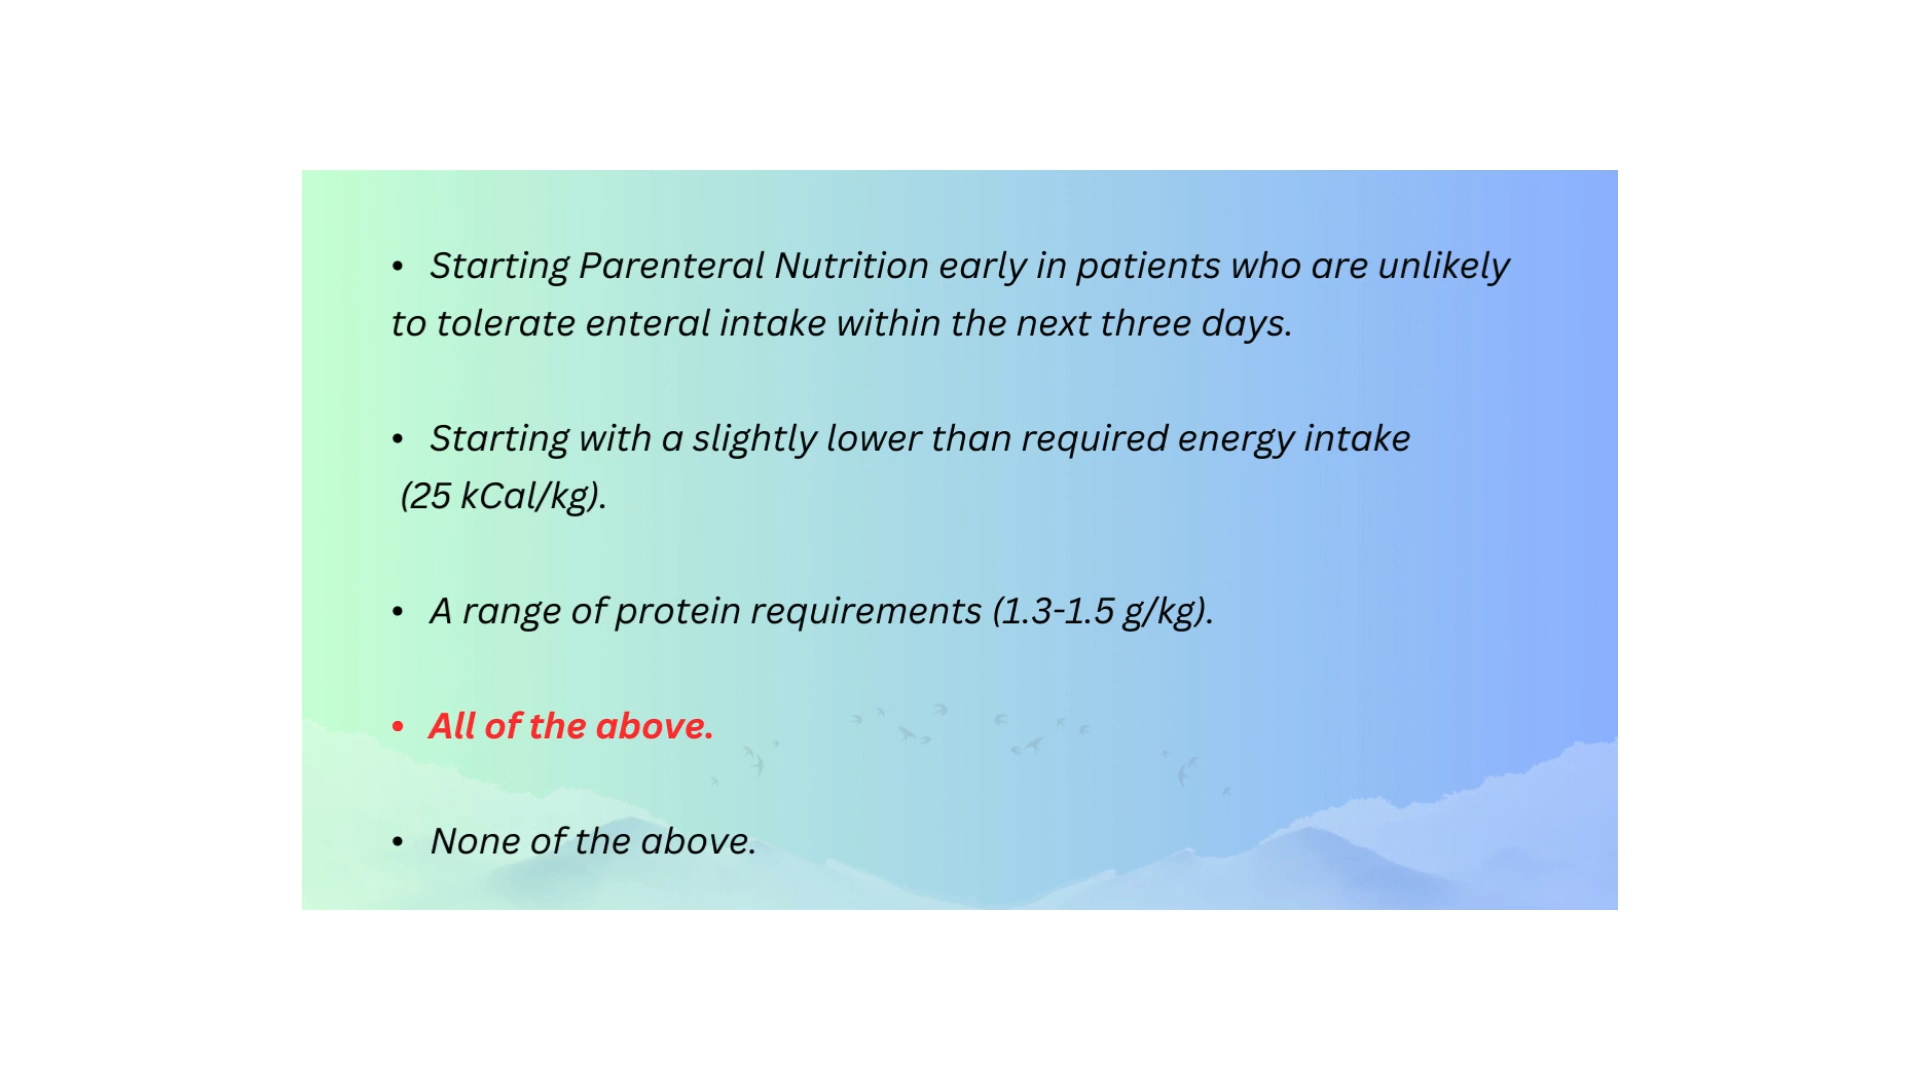 • Starting Parenteral Nutrition early in patients who are unlikely
to tolerate enteral intake within the next three days.
• Starting with a slightly lower than required energy intake
(25 kCal/kg).
• A range of protein requirements (1.3-1.5 g/kg).
• All of the above.
• None of the above.